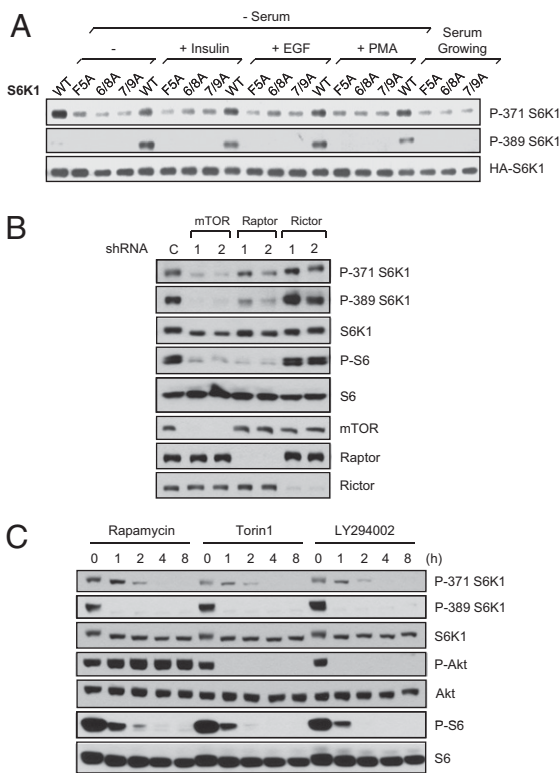 A
- Serum
- + Insulin + EGF + PMA Serum Growing
S6K1 WT F5A 6/8A 7/9A WT F5A 6/8A 7/9A WT F5A 6/8A 7/9A WT F5A 6/8A 7/9A WT F5A 6/8A 7/9A
P-371 S6K1
P-389 S6K1
HA-S6K1
B
mTOR Raptor Rictor
shRNA C 1 2 1 2 1 2
P-371 S6K1
P-389 S6K1
S6K1
P-S6
S6
mTOR
Raptor
Rictor
C
Rapamycin Torin1 LY294002
0 1 2 4 8 0 1 2 4 8 0 1 2 4 8 (h)
P-371 S6K1
P-389 S6K1
S6K1
P-Akt
Akt
P-S6
S6